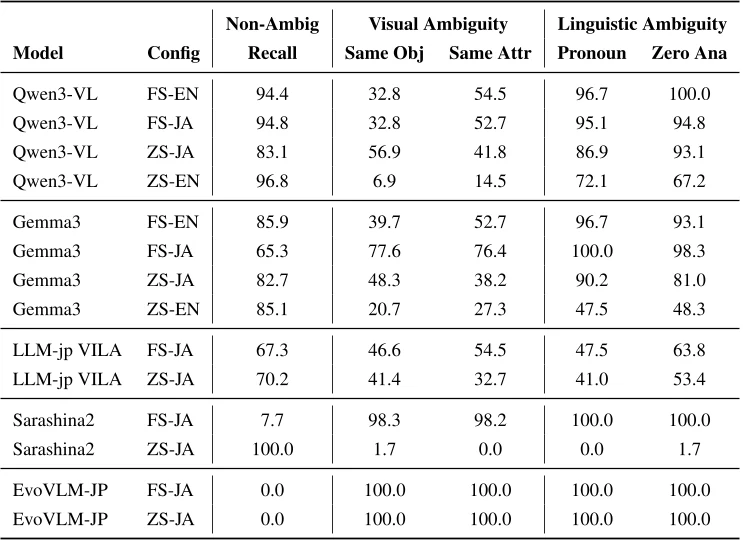 Non-Ambig Visual Ambiguity Linguistic Ambiguity
Model Config Recall Same Obj Same Attr Pronoun Zero Ana
Qwen3-VL FS-EN 94.4 32.8 54.5 96.7 100.0
Qwen3-VL FS-JA 94.8 32.8 52.7 95.1 94.8
Qwen3-VL ZS-JA 83.1 56.9 41.8 86.9 93.1
Qwen3-VL ZS-EN 96.8 6.9 14.5 72.1 67.2
Gemma3 FS-EN 85.9 39.7 52.7 96.7 93.1
Gemma3 FS-JA 65.3 77.6 76.4 100.0 98.3
Gemma3 ZS-JA 82.7 48.3 38.2 90.2 81.0
Gemma3 ZS-EN 85.1 20.7 27.3 47.5 48.3
LLM-jp VILA FS-JA 67.3 46.6 54.5 47.5 63.8
LLM-jp VILA ZS-JA 70.2 41.4 32.7 41.0 53.4
Sarashina2 FS-JA 7.7 98.3 98.2 100.0 100.0
Sarashina2 ZS-JA 100.0 1.7 0.0 0.0 1.7
EvoVLM-JP FS-JA 0.0 100.0 100.0 100.0 100.0
EvoVLM-JP ZS-JA 0.0 100.0 100.0 100.0 100.0